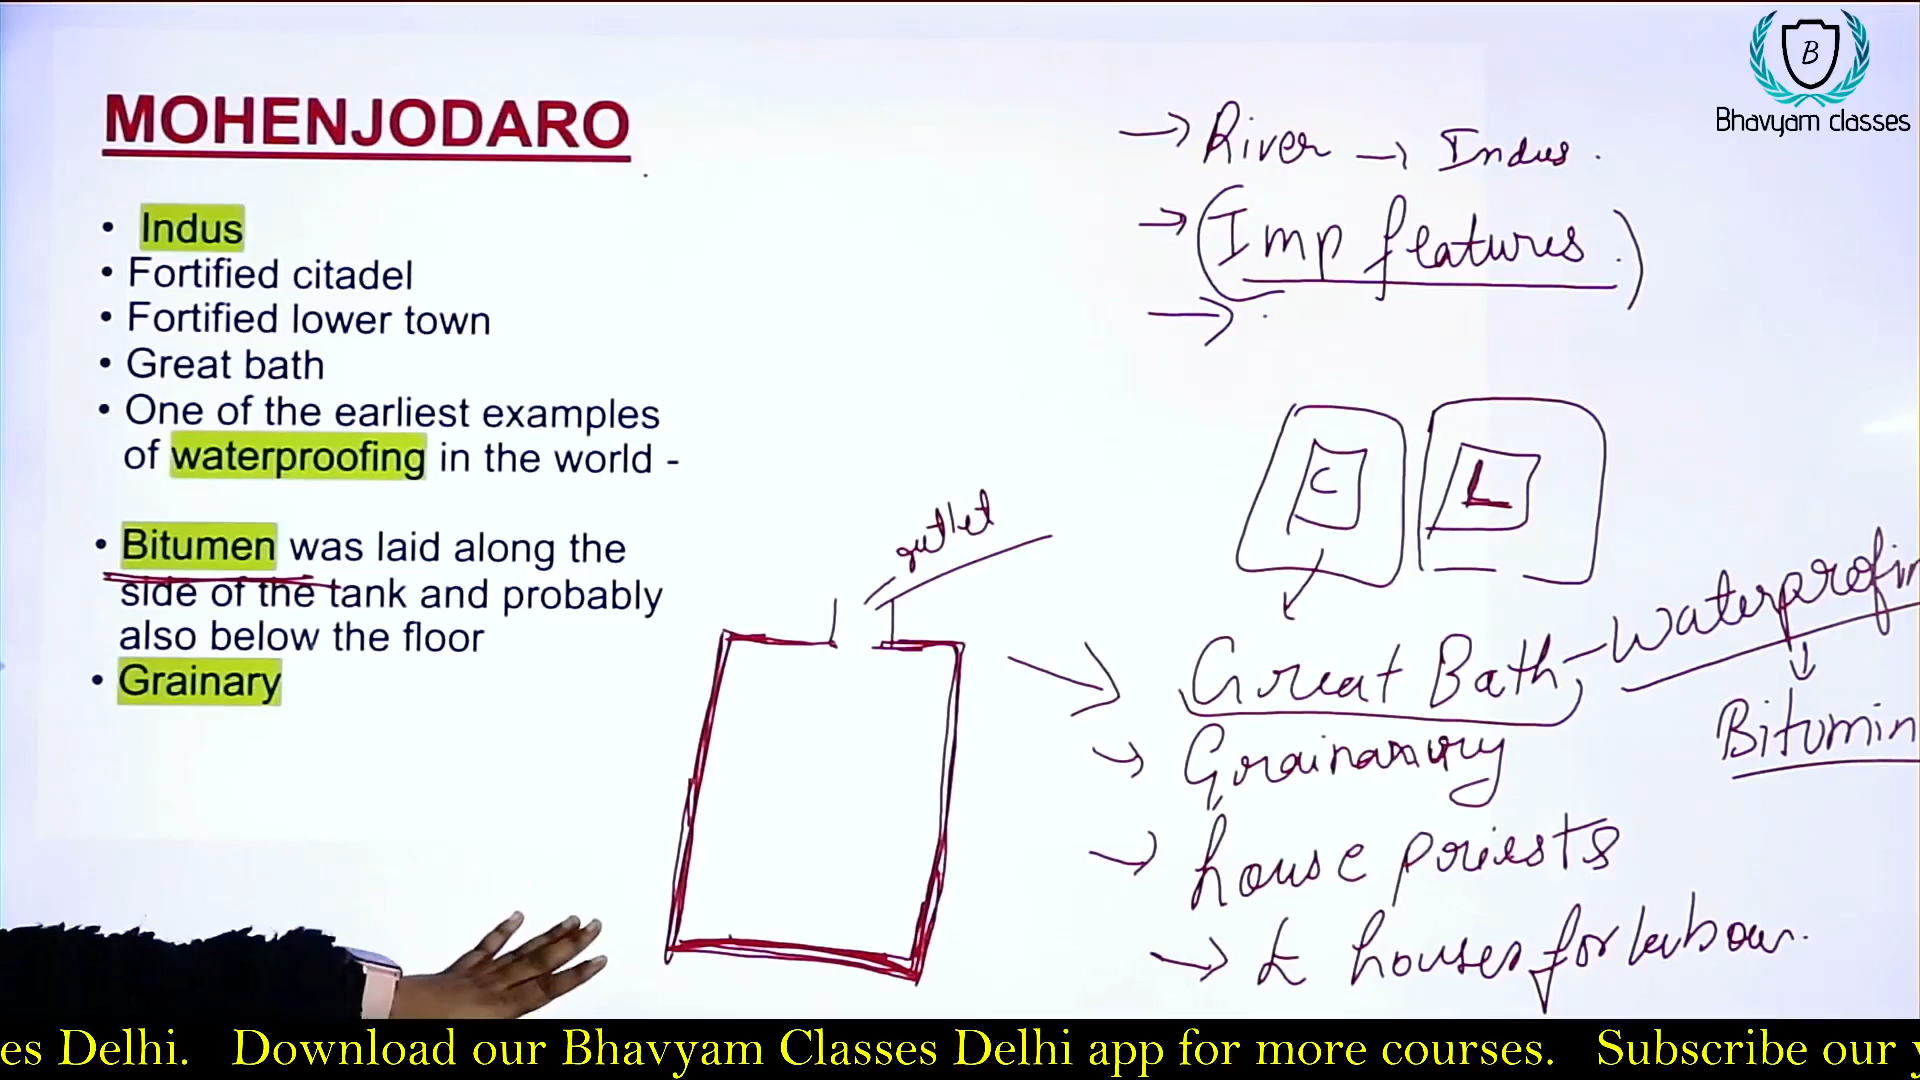 MOHENJODARO
• Indus
• Fortified citadel
• Fortified lower town
• Great bath
• One of the earliest examples
of waterproofing in the world -
• Bitumen was laid along the
side of the tank and probably
also below the floor
• Grainary
outlet
→ River → Indus.
→ (Imp features.)
→
C L
→ Great Bath, - Waterprofin
↓
Bitumin
→ house priests
→ L houses for labour.
B
Bhavyam classes
es Delhi. Download our Bhavyam Classes Delhi app for more courses. Subscribe our y